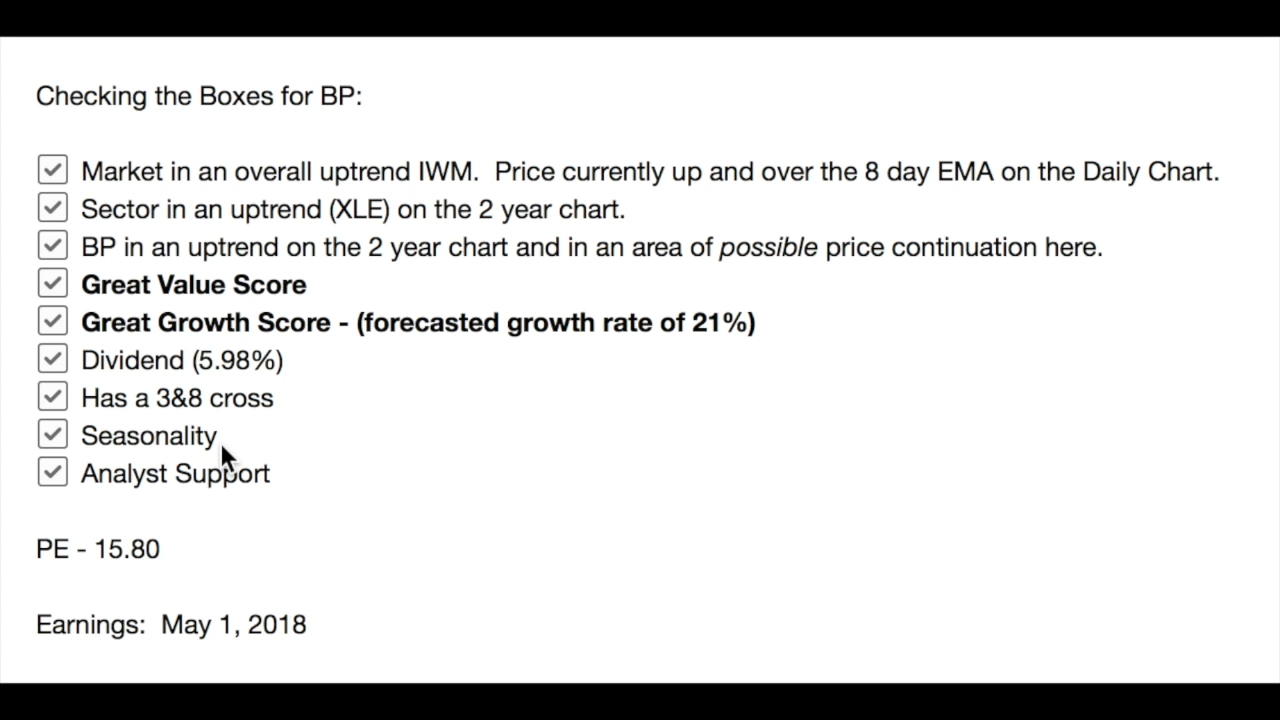 Checking the Boxes for BP:
Market in an overall uptrend IWM.  Price currently up and over the 8 day EMA on the Daily Chart.
Sector in an uptrend (XLE) on the 2 year chart.
BP in an uptrend on the 2 year chart and in an area of possible price continuation here.
Great Value Score
Great Growth Score - (forecasted growth rate of 21%)
Dividend (5.98%)
Has a 3&8 cross
Seasonality
Analyst Support
PE - 15.80
Earnings:  May 1, 2018